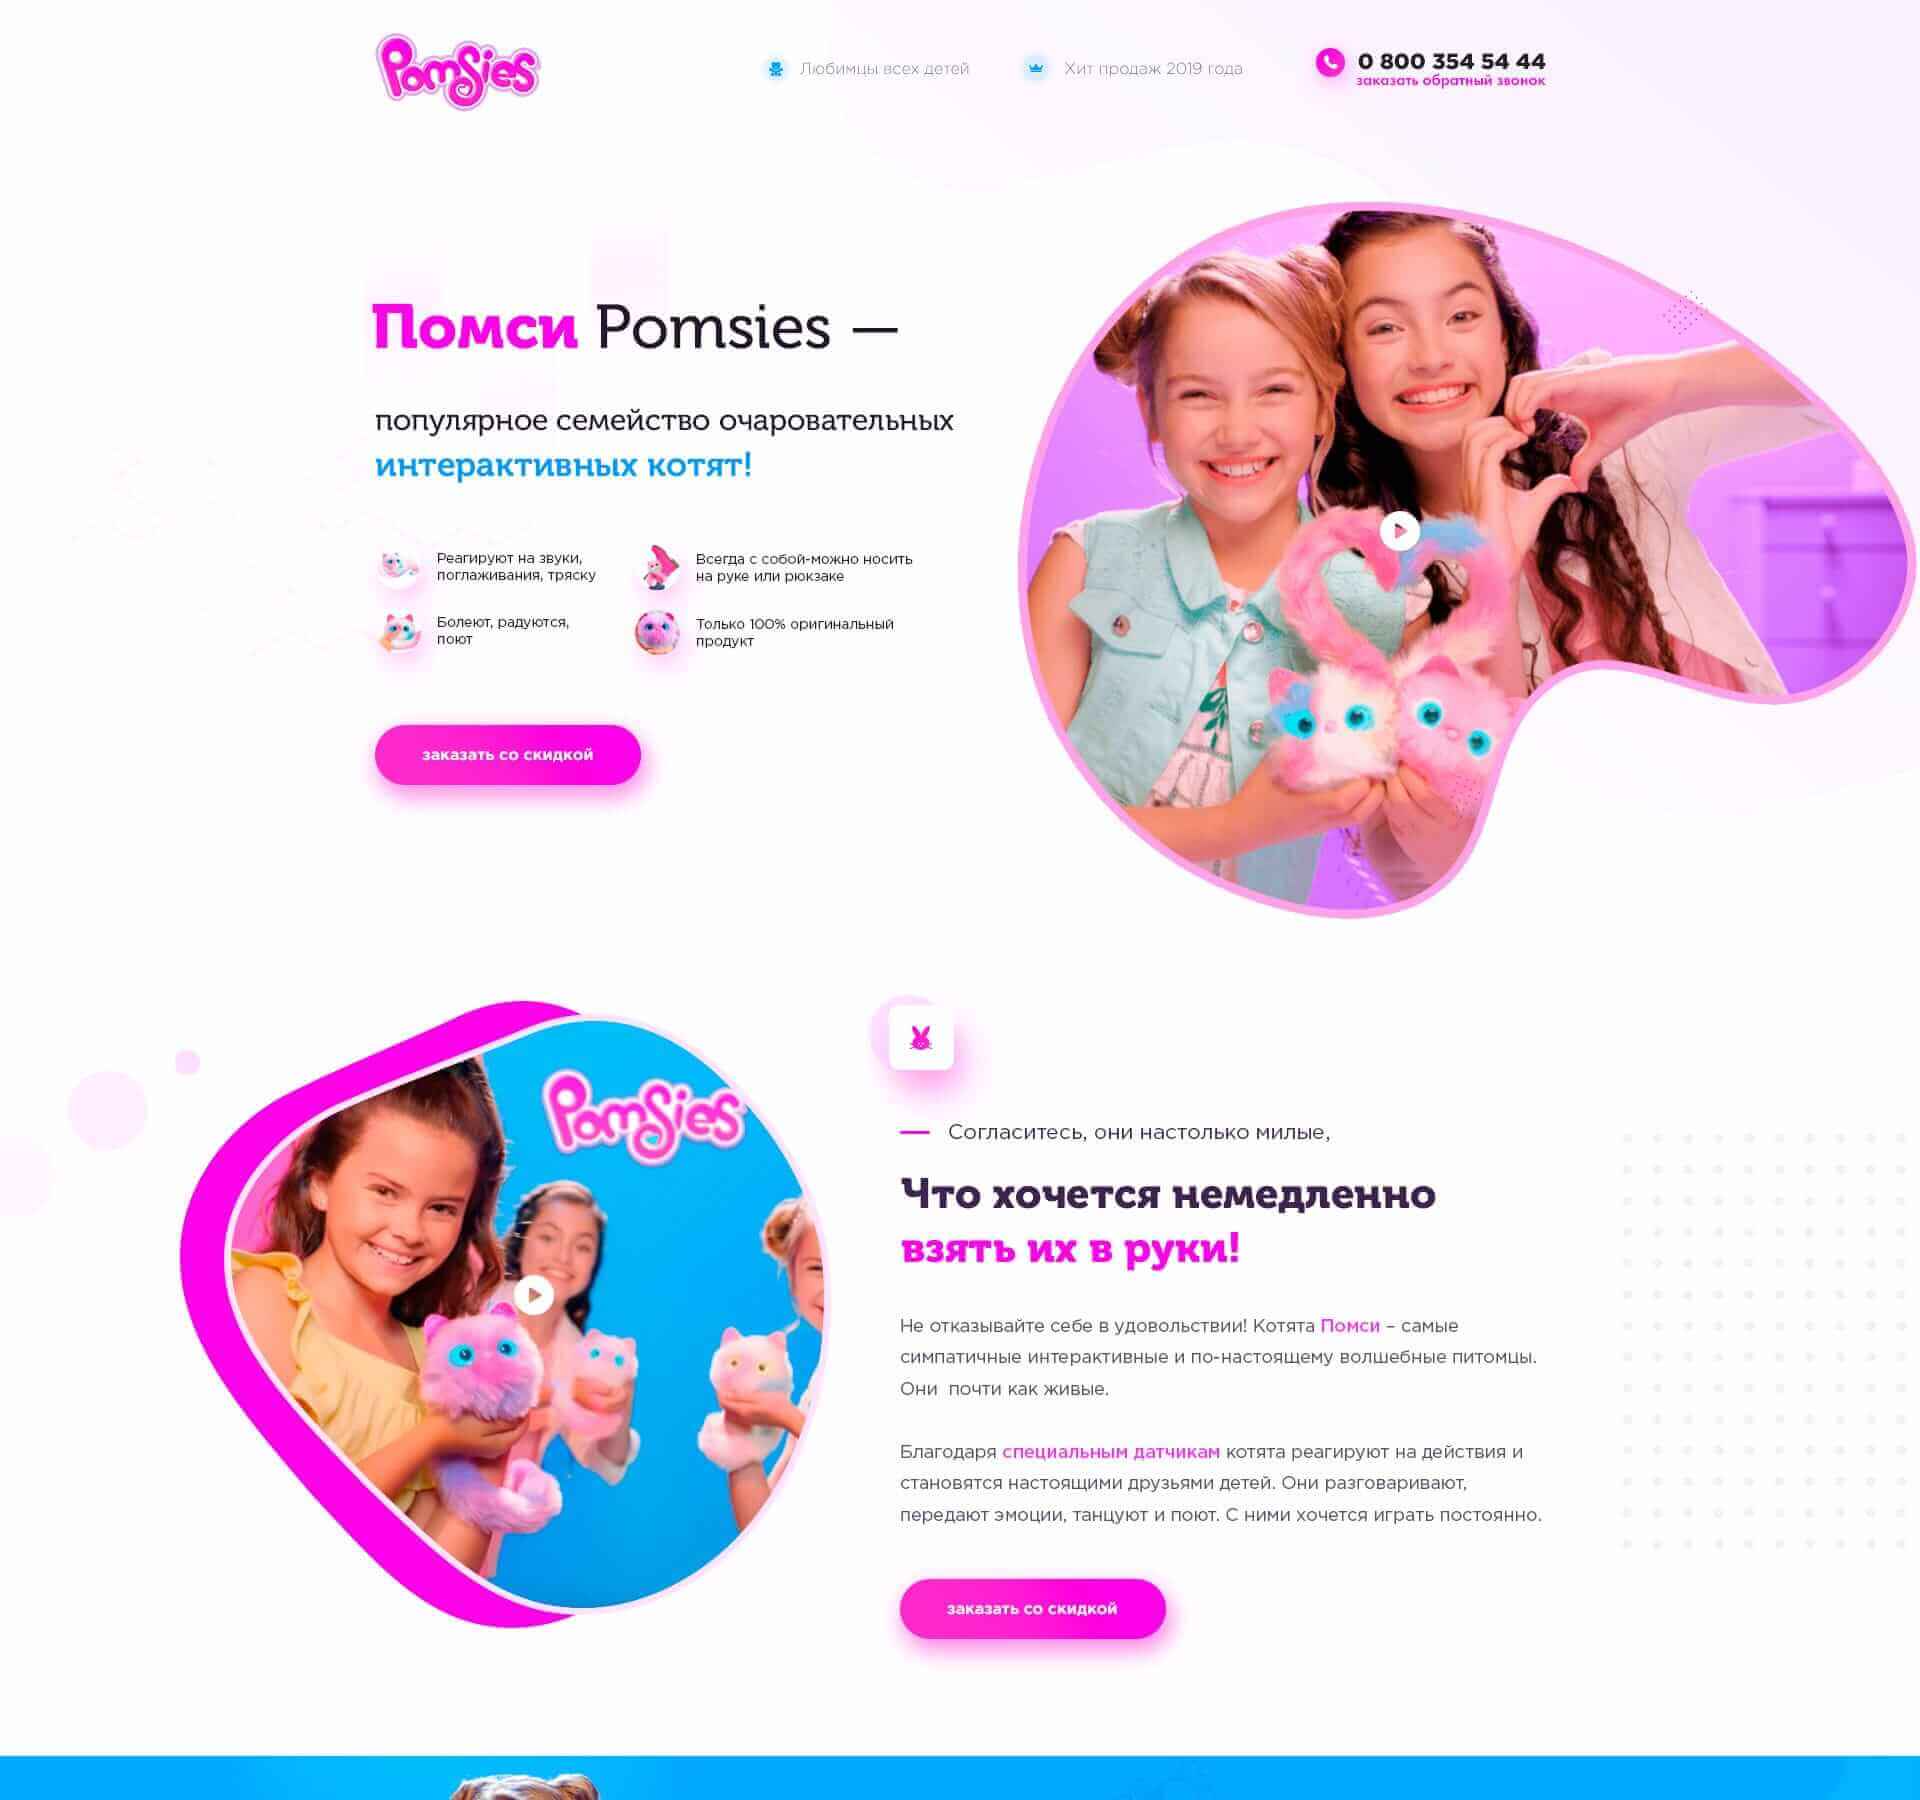 Pomsies
Любимцы всех детей
Хит продаж 2019 года
0 800 354 54 44
заказать обратный звонок
Помси Pomsies —
популярное семейство очаровательных
интерактивных котят!
Реагируют на звуки,
поглаживания, тряску
Всегда с собой-можно носить
на руке или рюкзаке
Болеют, радуются,
поют
Только 100% оригинальный
продукт
заказать со скидкой
Pomsies
Согласитесь, они настолько милые,
Что хочется немедленно
взять их в руки!
Не отказывайте себе в удовольствии! Котята Помси – самые
симпатичные интерактивные и по-настоящему волшебные питомцы.
Они почти как живые.
Благодаря специальным датчикам котята реагируют на действия и
становятся настоящими друзьями детей. Они разговаривают,
передают эмоции, танцуют и поют. С ними хочется играть постоянно.
заказать со скидкой